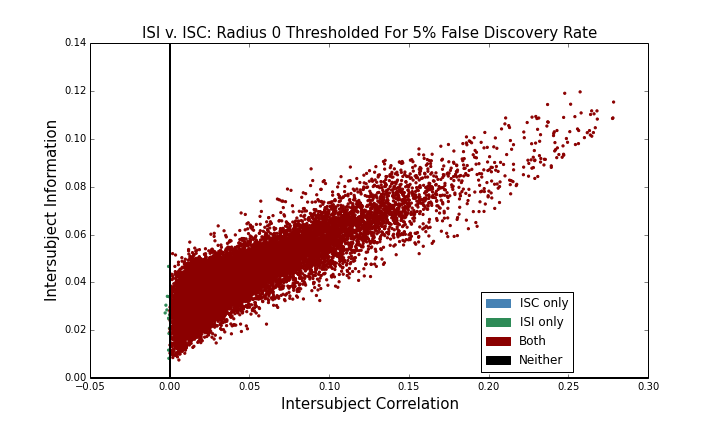 ISI v. ISC: Radius 0 Thresholded For 5% False Discovery Rate
0.14
0.12
0.10
0.08
0.06
0.04
0.02
0.00
Intersubject Information
ISC only
ISI only
Both
Neither
−0.05 0.00 0.05 0.10 0.15 0.20 0.25 0.30
Intersubject Correlation